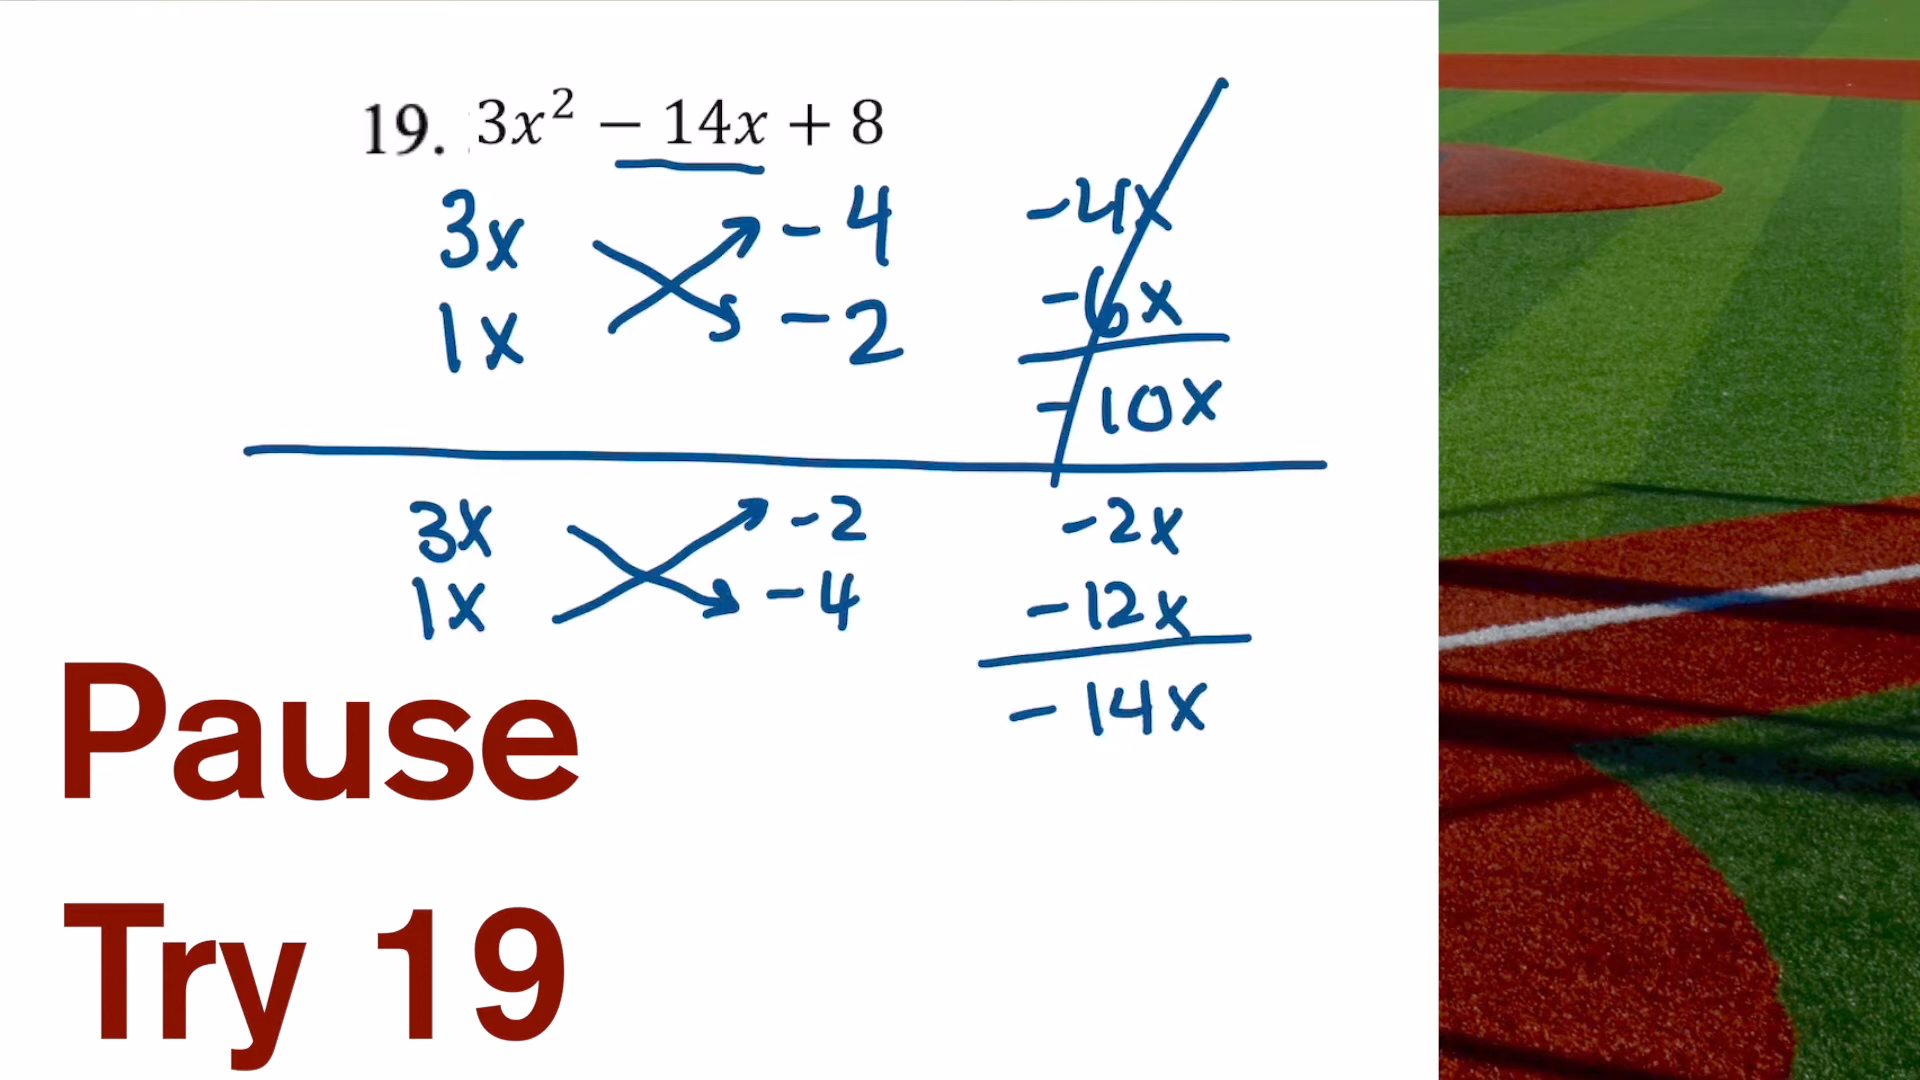 19. 3x² − 14x + 8
3x - 4 -4x
1x - 2 -6x
- 10x
3x -2 -2x
1x -4 -12x
-14x
Pause
Try 19